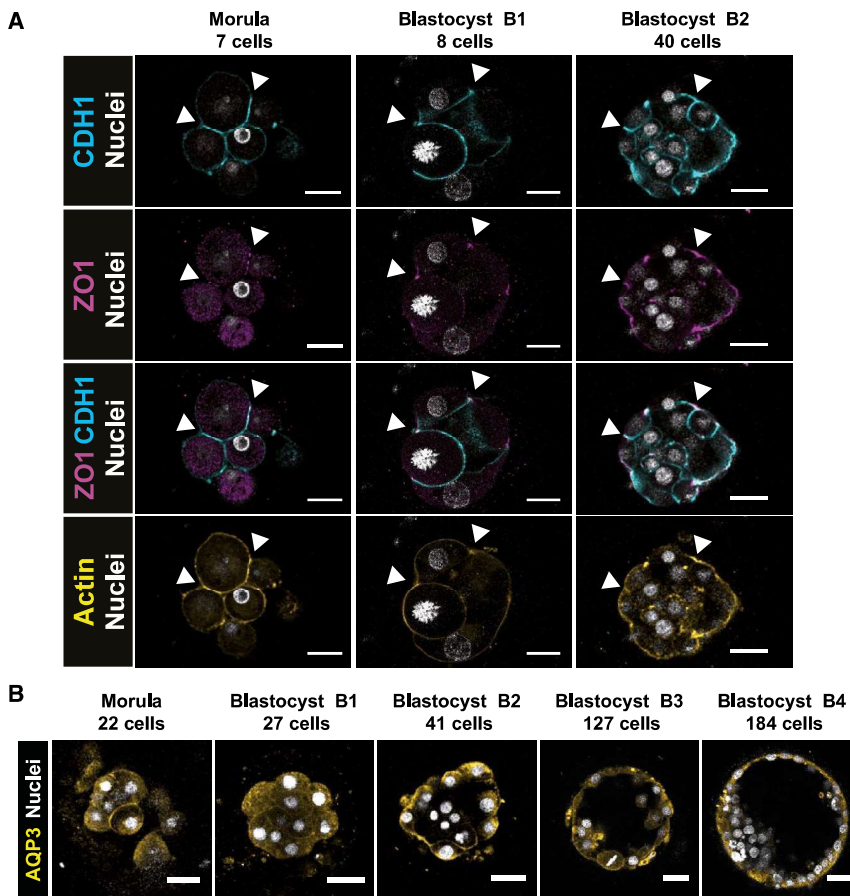 A
Morula
7 cells
Blastocyst B1
8 cells
Blastocyst B2
40 cells
CDH1
Nuclei
ZO1
Nuclei
ZO1 CDH1
Nuclei
Actin
Nuclei
B
Morula
22 cells
Blastocyst B1
27 cells
Blastocyst B2
41 cells
Blastocyst B3
127 cells
Blastocyst B4
184 cells
AQP3 Nuclei